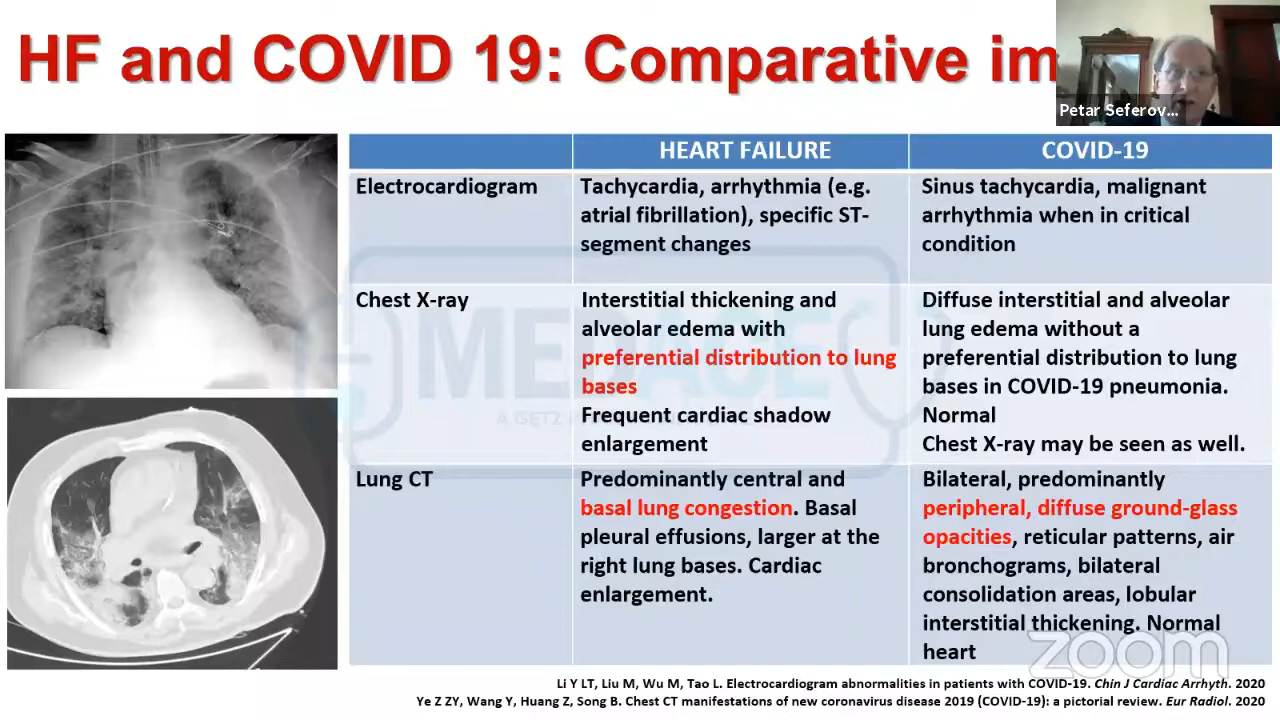 HF and COVID 19: Comparative im
Petar Seferov...
HEART FAILURE
COVID-19
Electrocardiogram
Tachycardia, arrhythmia (e.g.
atrial fibrillation), specific ST-
segment changes
Sinus tachycardia, malignant
arrhythmia when in critical
condition
Chest X-ray
Interstitial thickening and
alveolar edema with
preferential distribution to lung
bases
Frequent cardiac shadow
enlargement
Diffuse interstitial and alveolar
lung edema without a
preferential distribution to lung
bases in COVID-19 pneumonia.
Normal
Chest X-ray may be seen as well.
Lung CT
Predominantly central and
basal lung congestion. Basal
pleural effusions, larger at the
right lung bases. Cardiac
enlargement.
Bilateral, predominantly
peripheral, diffuse ground-glass
opacities, reticular patterns, air
bronchograms, bilateral
consolidation areas, lobular
interstitial thickening. Normal
heart
MEDACE
A GETZ
zoom
Li Y LT, Liu M, Wu M, Tao L. Electrocardiogram abnormalities in patients with COVID-19. Chin J Cardiac Arrhyth. 2020
Ye Z ZY, Wang Y, Huang Z, Song B. Chest CT manifestations of new coronavirus disease 2019 (COVID-19): a pictorial review. Eur Radiol. 2020